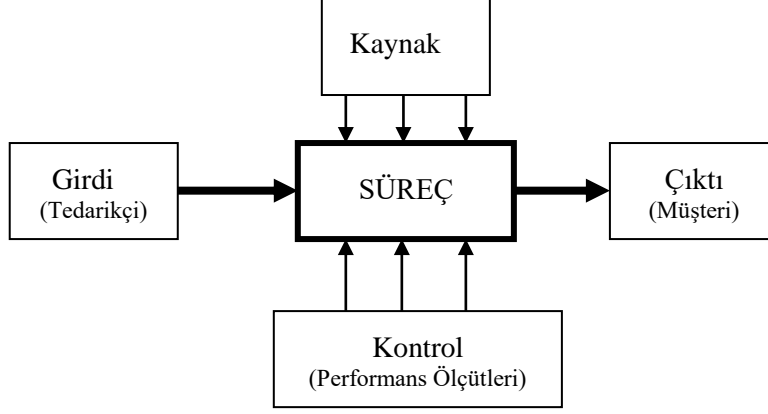 Kaynak
Girdi
(Tedarikçi)
SÜREÇ
Çıktı
(Müşteri)
Kontrol
(Performans Ölçütleri)